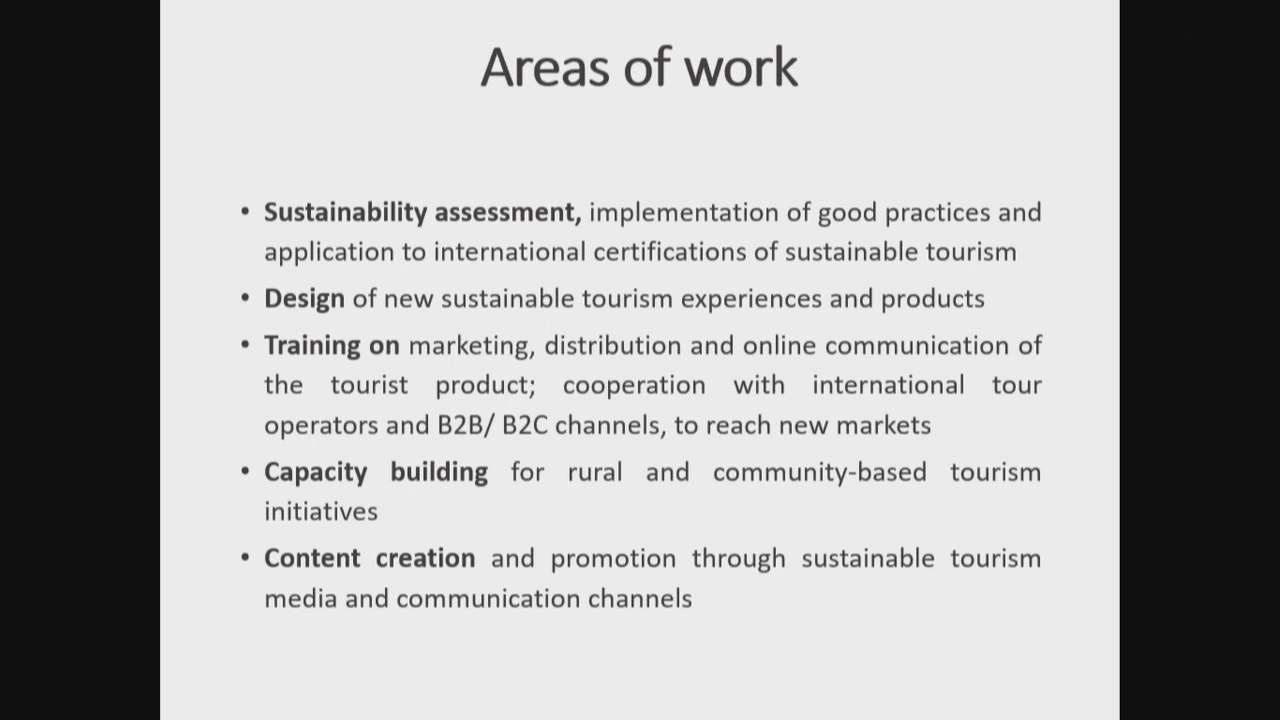 Areas of work
• Sustainability assessment, implementation of good practices and
application to international certifications of sustainable tourism
• Design of new sustainable tourism experiences and products
• Training on marketing, distribution and online communication of
the tourist product; cooperation with international tour
operators and B2B/ B2C channels, to reach new markets
• Capacity building for rural and community-based tourism
initiatives
• Content creation and promotion through sustainable tourism
media and communication channels